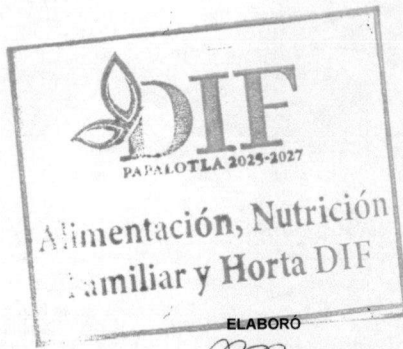 DIF
PAPALOTLA 2025-2027
Alimentación, Nutrición
Familiar y Horta DIF
ELABORÓ